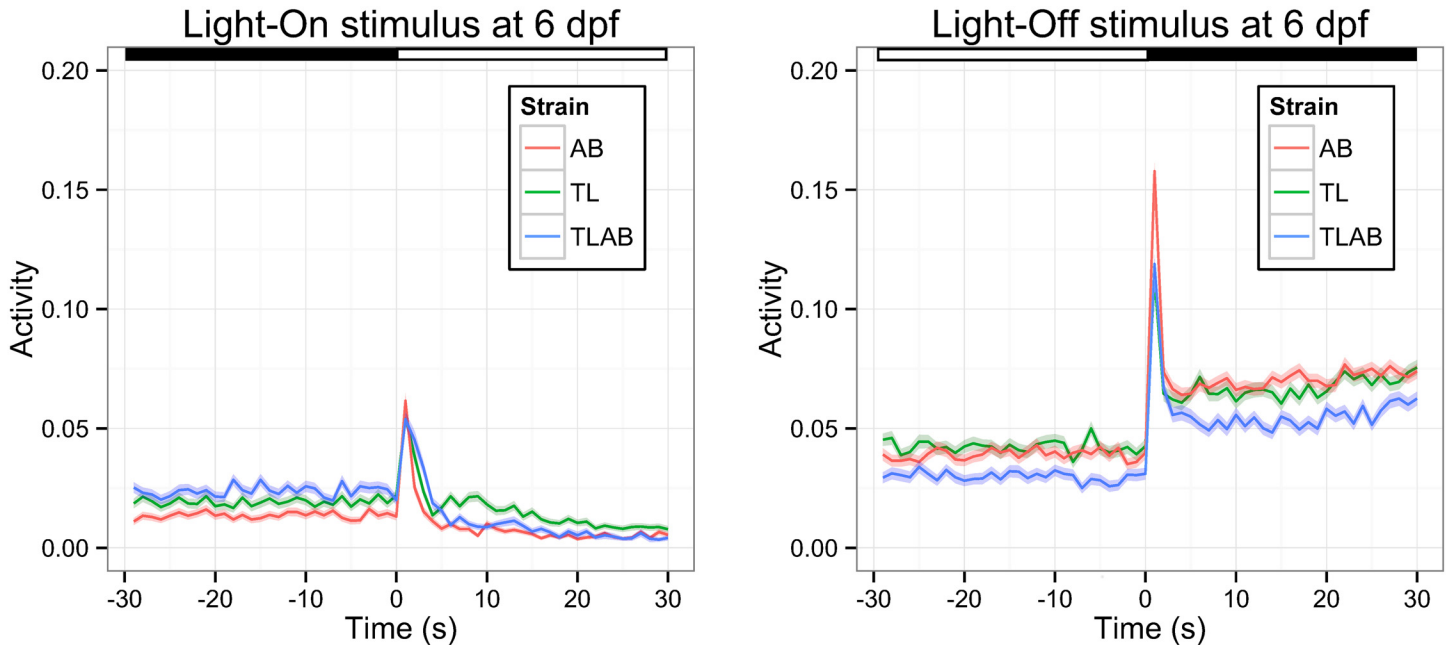 Light-On stimulus at 6 dpf
0.20
0.15
0.10
0.05
0.00
Activity
Strain
AB
TL
TLAB
-30 -20 -10 0 10 20 30
Time (s)
Light-Off stimulus at 6 dpf
0.20
0.15
0.10
0.05
0.00
Activity
Strain
AB
TL
TLAB
-30 -20 -10 0 10 20 30
Time (s)